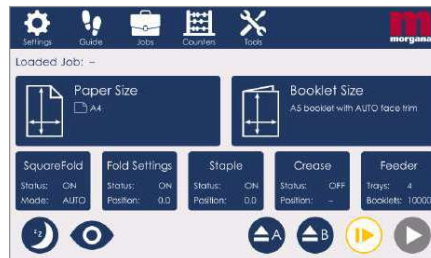 Settings Guide Jobs Counters Tools morgana
Loaded Job: –
Paper Size
A4
Booklet Size
A5 booklet with AUTO face trim
SquareFold
Status: ON
Mode: AUTO
Fold Settings
Status: ON
Position: 0.0
Staple
Status: ON
Position: 0.0
Crease
Status: OFF
Position: –
Feeder
Trays: 4
Booklets: 10000
z z
A
B